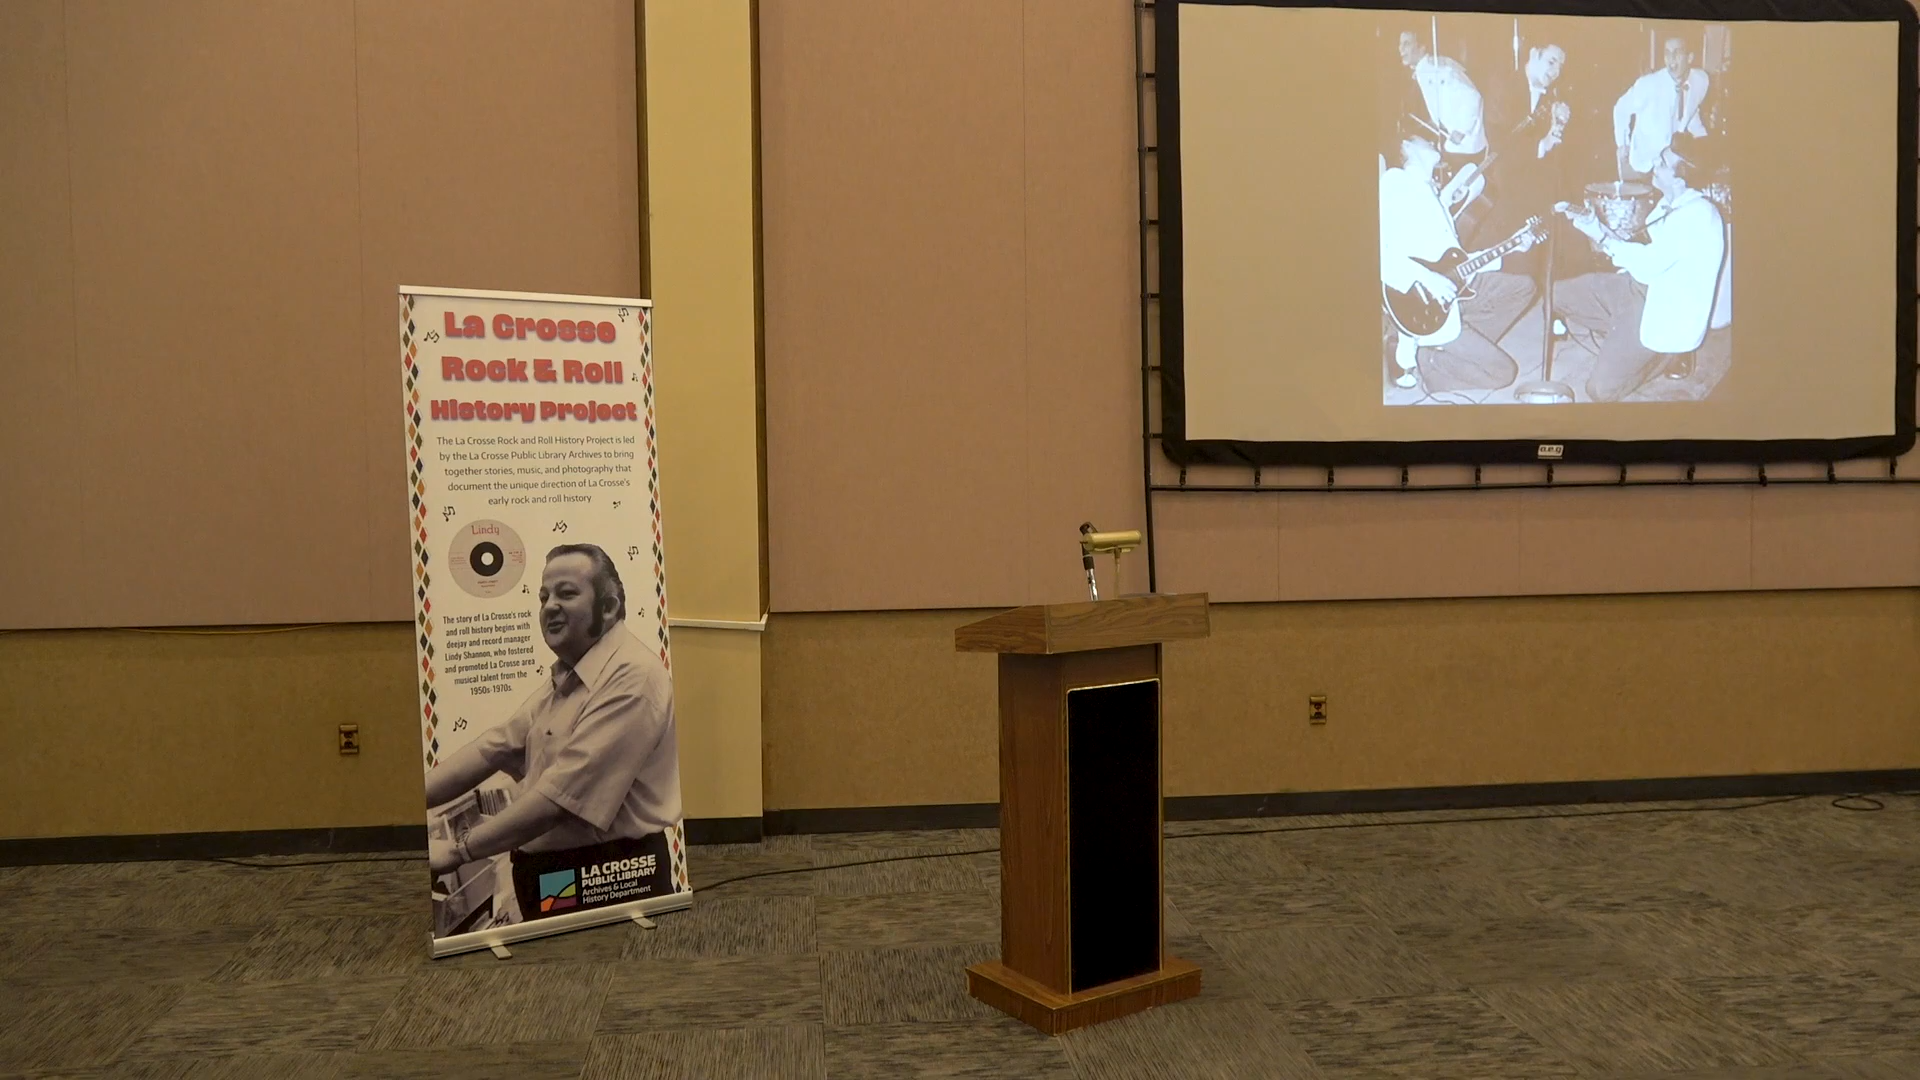 La Crosse
Rock & Roll
History Project
The La Crosse Rock and Roll History Project is led
by the La Crosse Public Library Archives to bring
together stories, music, and photography that
document the unique direction of La Crosse's
early rock and roll history
Lindy
The story of La Crosse's rock
and roll history begins with
deejay and record manager
Lindy Shannon, who fostered
and promoted La Crosse area
musical talent from the
1950s-1970s.
LA CROSSE
PUBLIC LIBRARY
Archives & Local
History Department